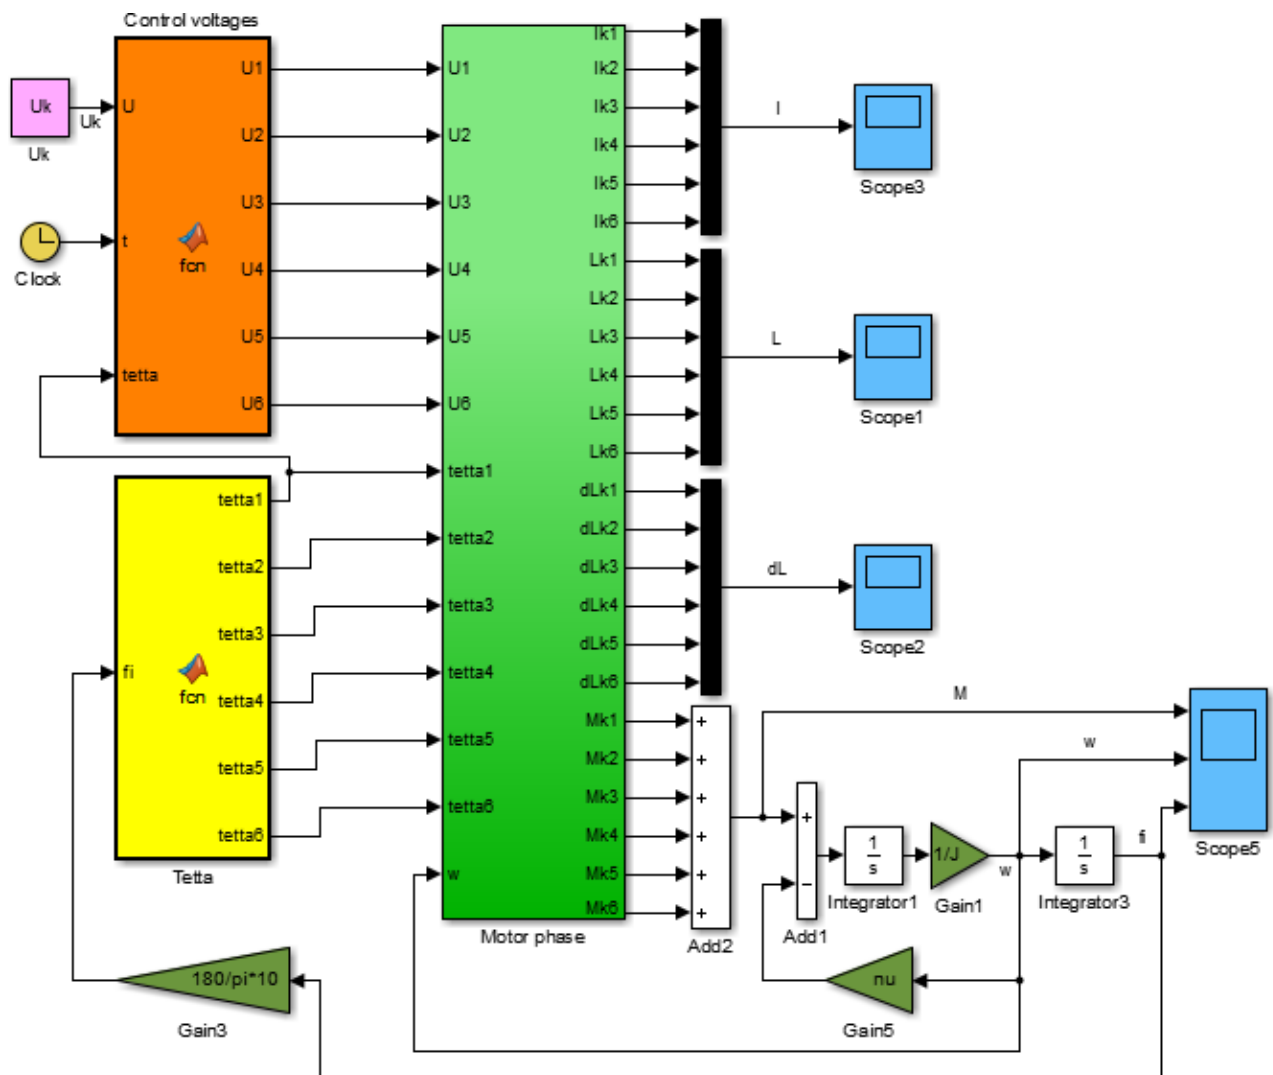 Control voltages
Uk
Uk
Uk
Clock
U
t
tetta
fcn
U1
U2
U3
U4
U5
U6
fi
fcn
tetta1
tetta2
tetta3
tetta4
tetta5
tetta6
Tetta
180/pi*10
Gain3
U1
U2
U3
U4
U5
U6
tetta1
tetta2
tetta3
tetta4
tetta5
tetta6
w
Ik1
Ik2
Ik3
Ik4
Ik5
Ik6
Lk1
Lk2
Lk3
Lk4
Lk5
Lk6
dLk1
dLk2
dLk3
dLk4
dLk5
dLk6
Mk1
Mk2
Mk3
Mk4
Mk5
Mk6
Motor phase
I
Scope3
L
Scope1
dL
Scope2
+
+
+
+
+
+
Add2
M
w
fi
Scope5
+
−
Add1
1
s
Integrator1
1/J
Gain1
w
1
s
Integrator3
nu
Gain5